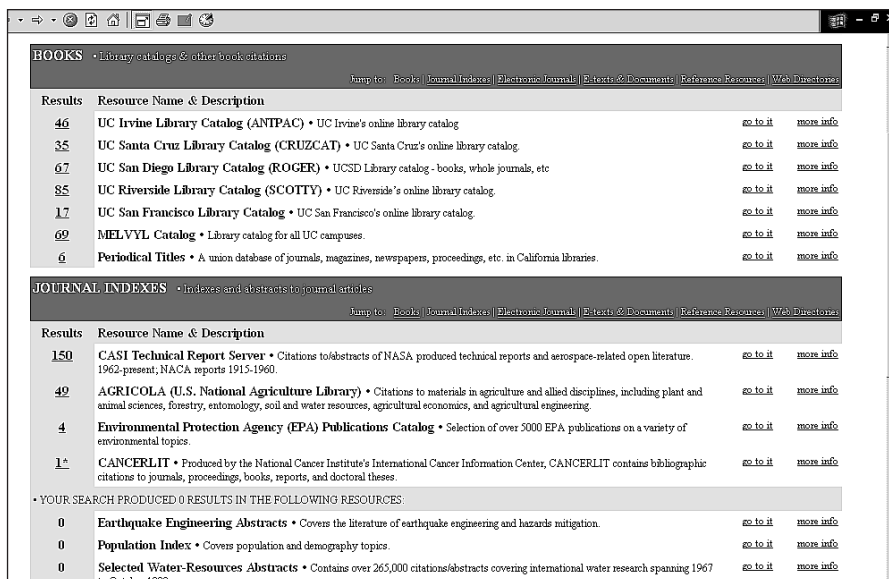 BOOKS • Library catalogs & other book citations
Jump to: Books | Journal Indexes | Electronic Journals | E-texts & Documents | Reference Resources | Web Directories
Results Resource Name & Description
46 UC Irvine Library Catalog (ANTPAC) • UC Irvine's online library catalog go to it more info
35 UC Santa Cruz Library Catalog (CRUZCAT) • UC Santa Cruz's online library catalog. go to it more info
67 UC San Diego Library Catalog (ROGER) • UCSD Library catalog - books, whole journals, etc go to it more info
85 UC Riverside Library Catalog (SCOTTY) • UC Riverside's online library catalog. go to it more info
17 UC San Francisco Library Catalog • UC San Francisco's online library catalog. go to it more info
69 MELVYL Catalog • Library catalog for all UC campuses. go to it more info
6 Periodical Titles • A union database of journals, magazines, newspapers, proceedings, etc. in California libraries. go to it more info
JOURNAL INDEXES • Indexes and abstracts to journal articles
Jump to: Books | Journal Indexes | Electronic Journals | E-texts & Documents | Reference Resources | Web Directories
Results Resource Name & Description
150 CASI Technical Report Server • Citations to/abstracts of NASA produced technical reports and aerospace-related open literature. go to it more info
1962-present; NACA reports 1915-1960.
49 AGRICOLA (U.S. National Agriculture Library) • Citations to materials in agriculture and allied disciplines, including plant and go to it more info
animal sciences, forestry, entomology, soil and water resources, agricultural economics, and agricultural engineering.
4 Environmental Protection Agency (EPA) Publications Catalog • Selection of over 5000 EPA publications on a variety of go to it more info
environmental topics.
1* CANCERLIT • Produced by the National Cancer Institute's International Cancer Information Center, CANCERLIT contains bibliographic go to it more info
citations to journals, proceedings, books, reports, and doctoral theses.
• YOUR SEARCH PRODUCED 0 RESULTS IN THE FOLLOWING RESOURCES:
0 Earthquake Engineering Abstracts • Covers the literature of earthquake engineering and hazards mitigation. go to it more info
0 Population Index • Covers population and demography topics. go to it more info
0 Selected Water-Resources Abstracts • Contains over 265,000 citations/abstracts covering international water research spanning 1967 go to it more info